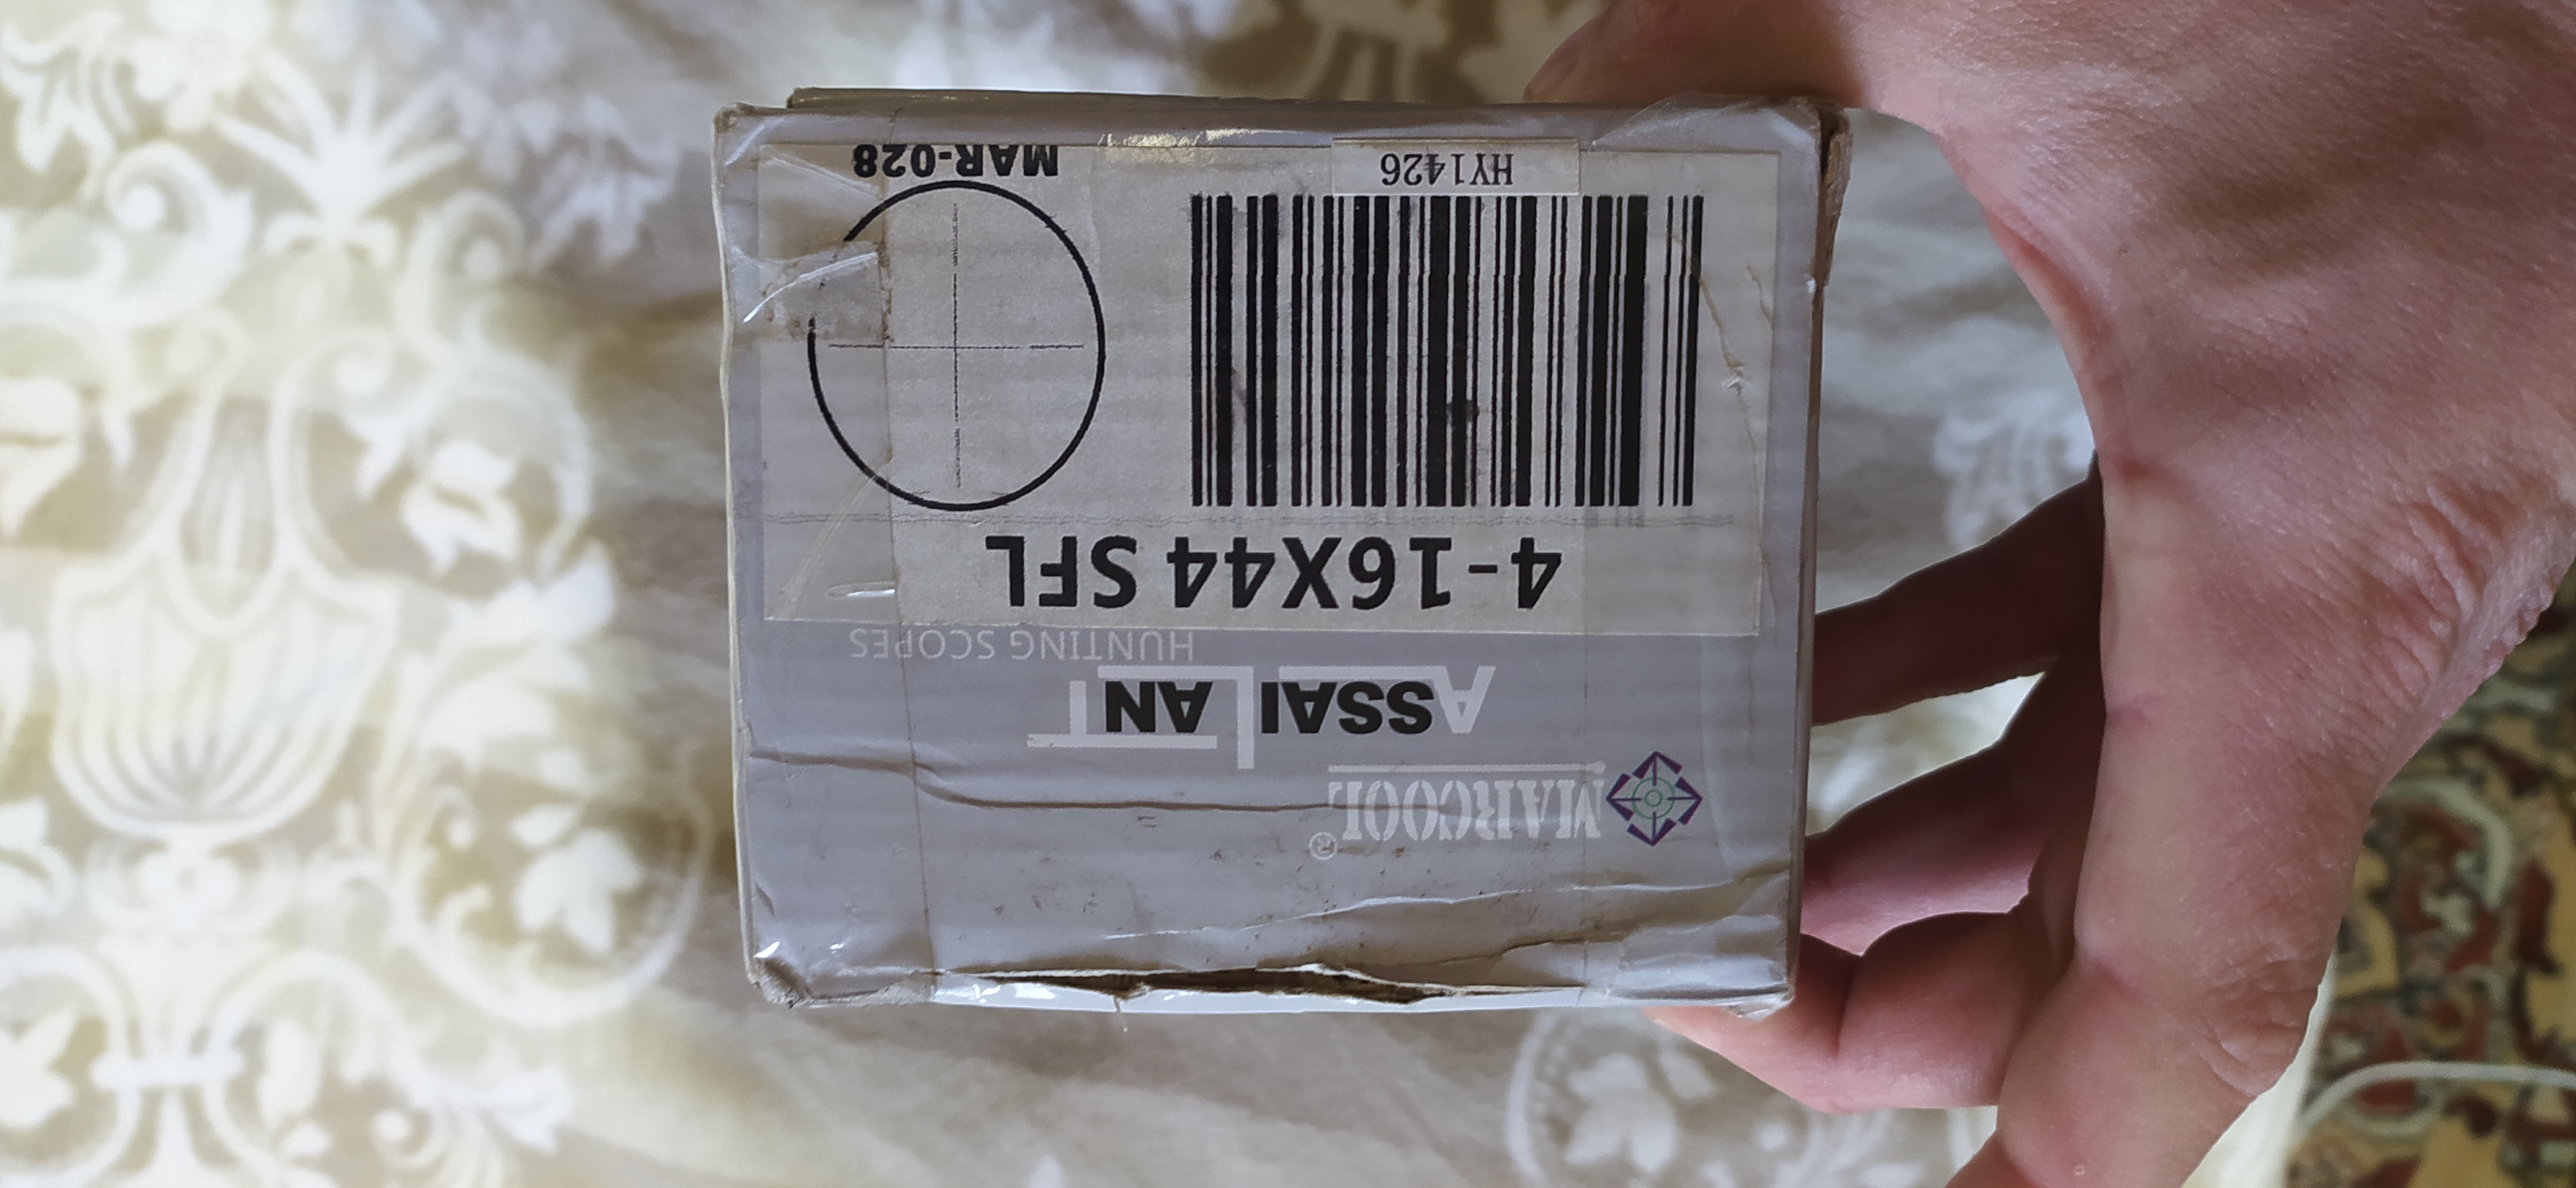 MARCOOL®
ASSAILANT
HUNTING SCOPES
4-16X44 SFL
HY1426
MAR-028